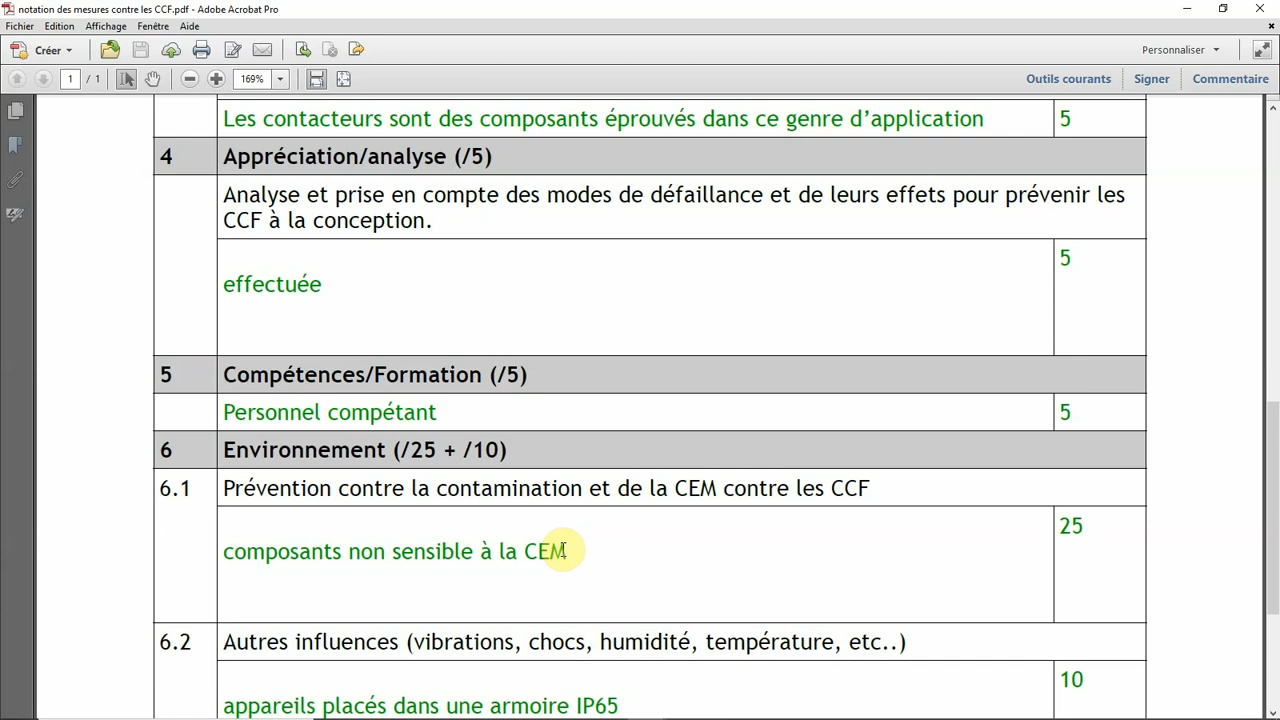 notation des mesures contre les CCF.pdf - Adobe Acrobat Pro
Fichier Edition Affichage Fenêtre Aide
Créer Personnaliser
1 / 1 169% Outils courants Signer Commentaire
Les contacteurs sont des composants éprouvés dans ce genre d'application 5
4 Appréciation/analyse (/5)
Analyse et prise en compte des modes de défaillance et de leurs effets pour prévenir les
CCF à la conception.
5
effectuée
5 Compétences/Formation (/5)
Personnel compétant 5
6 Environnement (/25 + /10)
6.1 Prévention contre la contamination et de la CEM contre les CCF
25
composants non sensible à la CEM
6.2 Autres influences (vibrations, chocs, humidité, température, etc..)
10
appareils placés dans une armoire IP65